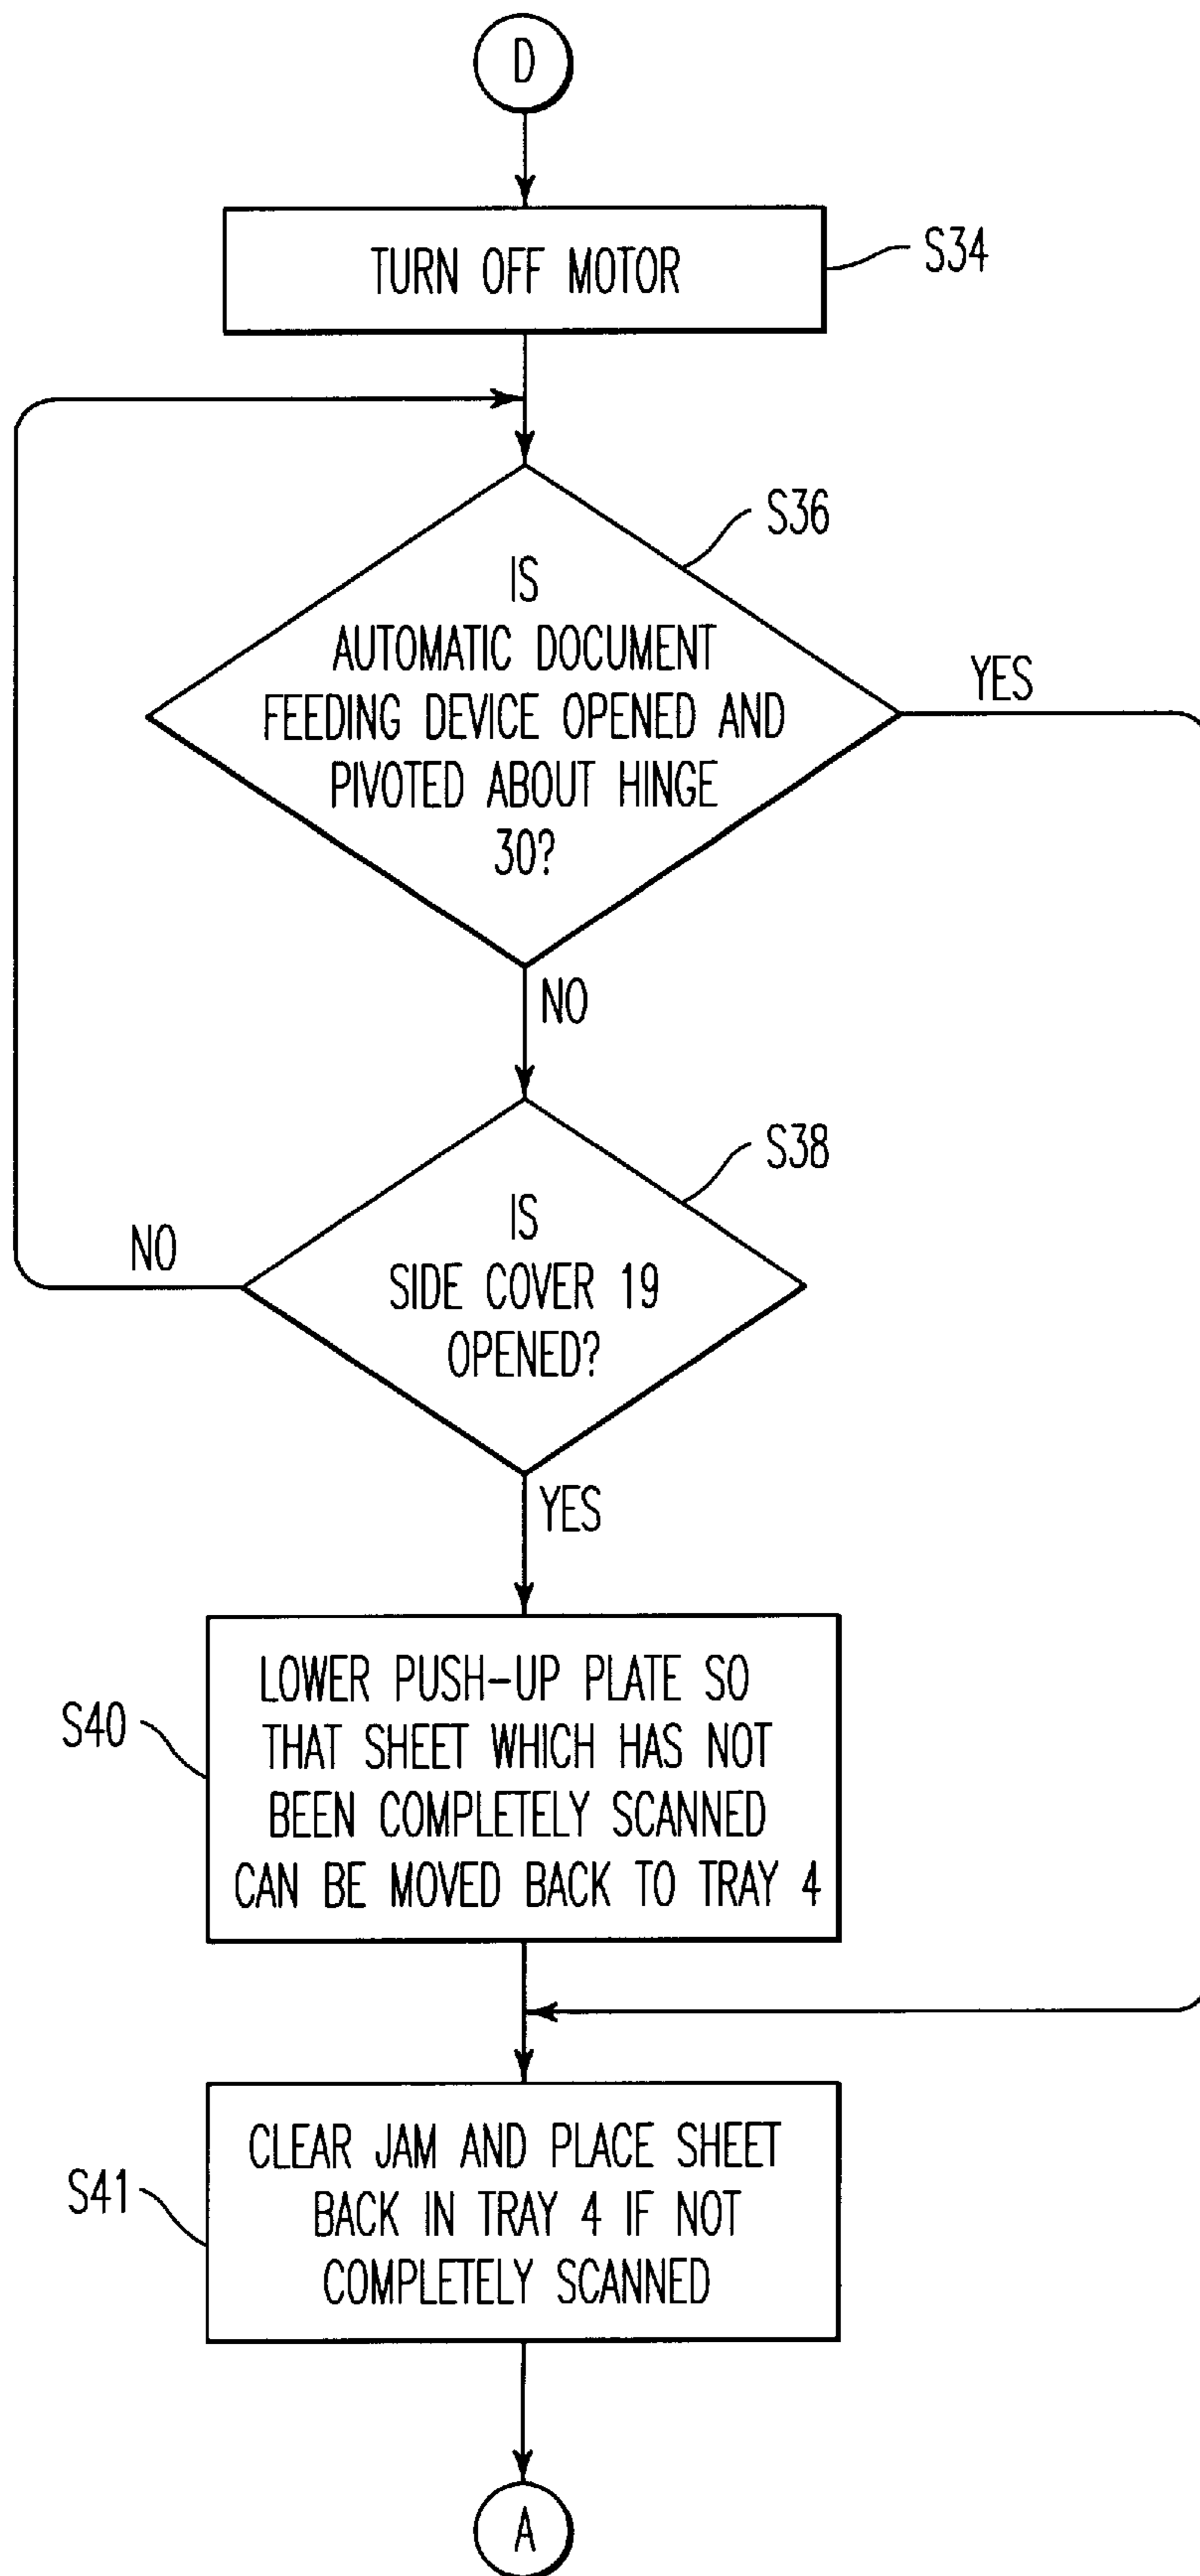 D
TURN OFF MOTOR
S34
S36
IS
AUTOMATIC DOCUMENT
FEEDING DEVICE OPENED AND
PIVOTED ABOUT HINGE
30?
YES
NO
S38
IS
SIDE COVER 19
OPENED?
NO
YES
S40
LOWER PUSH-UP PLATE SO
THAT SHEET WHICH HAS NOT
BEEN COMPLETELY SCANNED
CAN BE MOVED BACK TO TRAY 4
S41
CLEAR JAM AND PLACE SHEET
BACK IN TRAY 4 IF NOT
COMPLETELY SCANNED
A